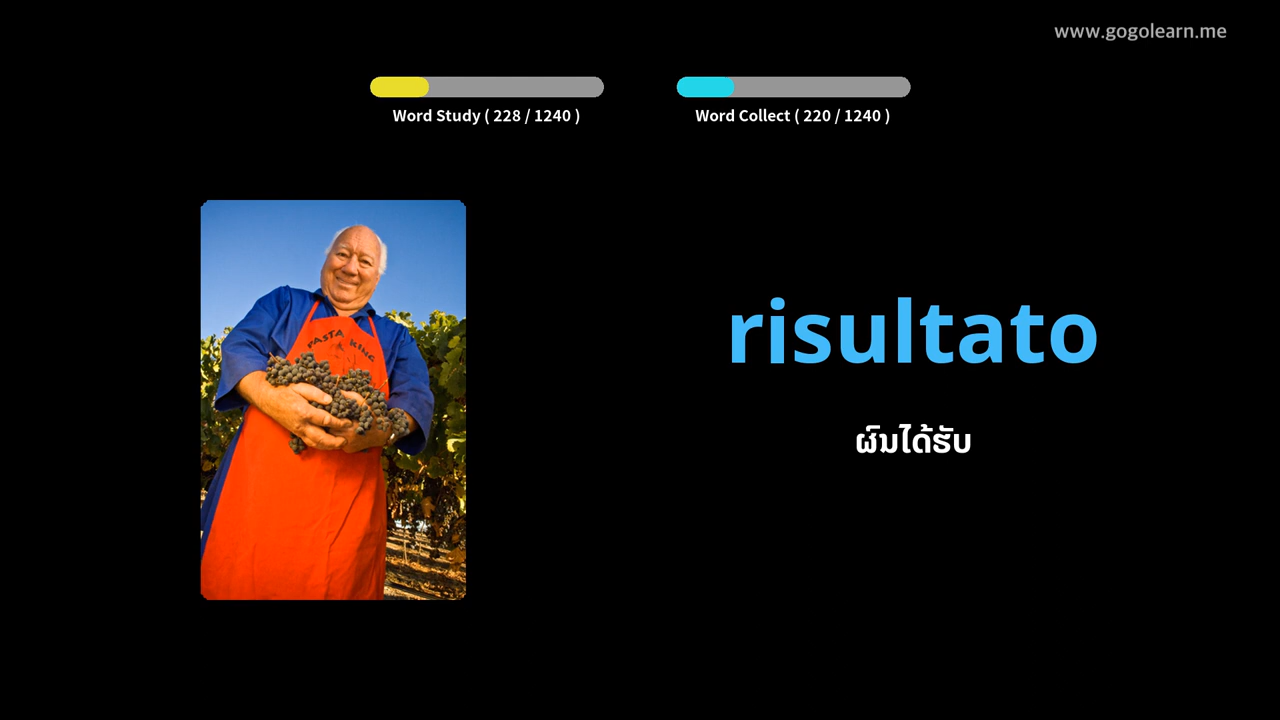 www.gogolearn.me
Word Study ( 228 / 1240 )
Word Collect ( 220 / 1240 )
PASTA KING
risultato
ຜົນໄດ້ຮັບ